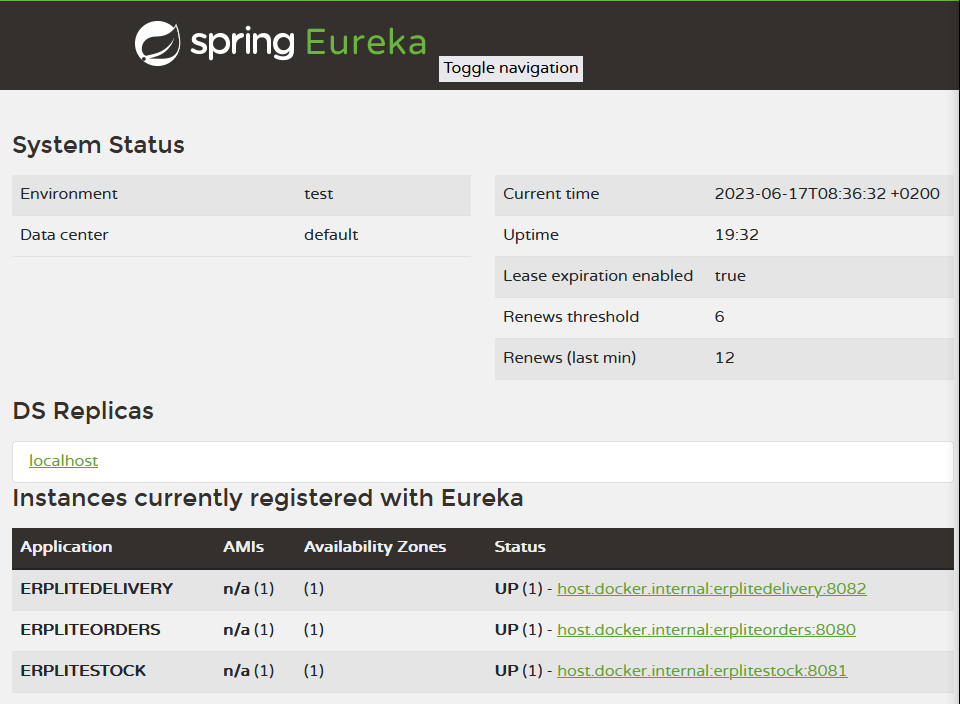 spring Eureka
Toggle navigation
System Status
Environment test
Data center default
Current time 2023-06-17T08:36:32 +0200
Uptime 19:32
Lease expiration enabled true
Renews threshold 6
Renews (last min) 12
DS Replicas
localhost
Instances currently registered with Eureka
Application AMIs Availability Zones Status
ERPLITEDELIVERY n/a (1) (1) UP (1) - host.docker.internal:erplitedelivery:8082
ERPLITEORDERS n/a (1) (1) UP (1) - host.docker.internal:erpliteorders:8080
ERPLITESTOCK n/a (1) (1) UP (1) - host.docker.internal:erplitestock:8081